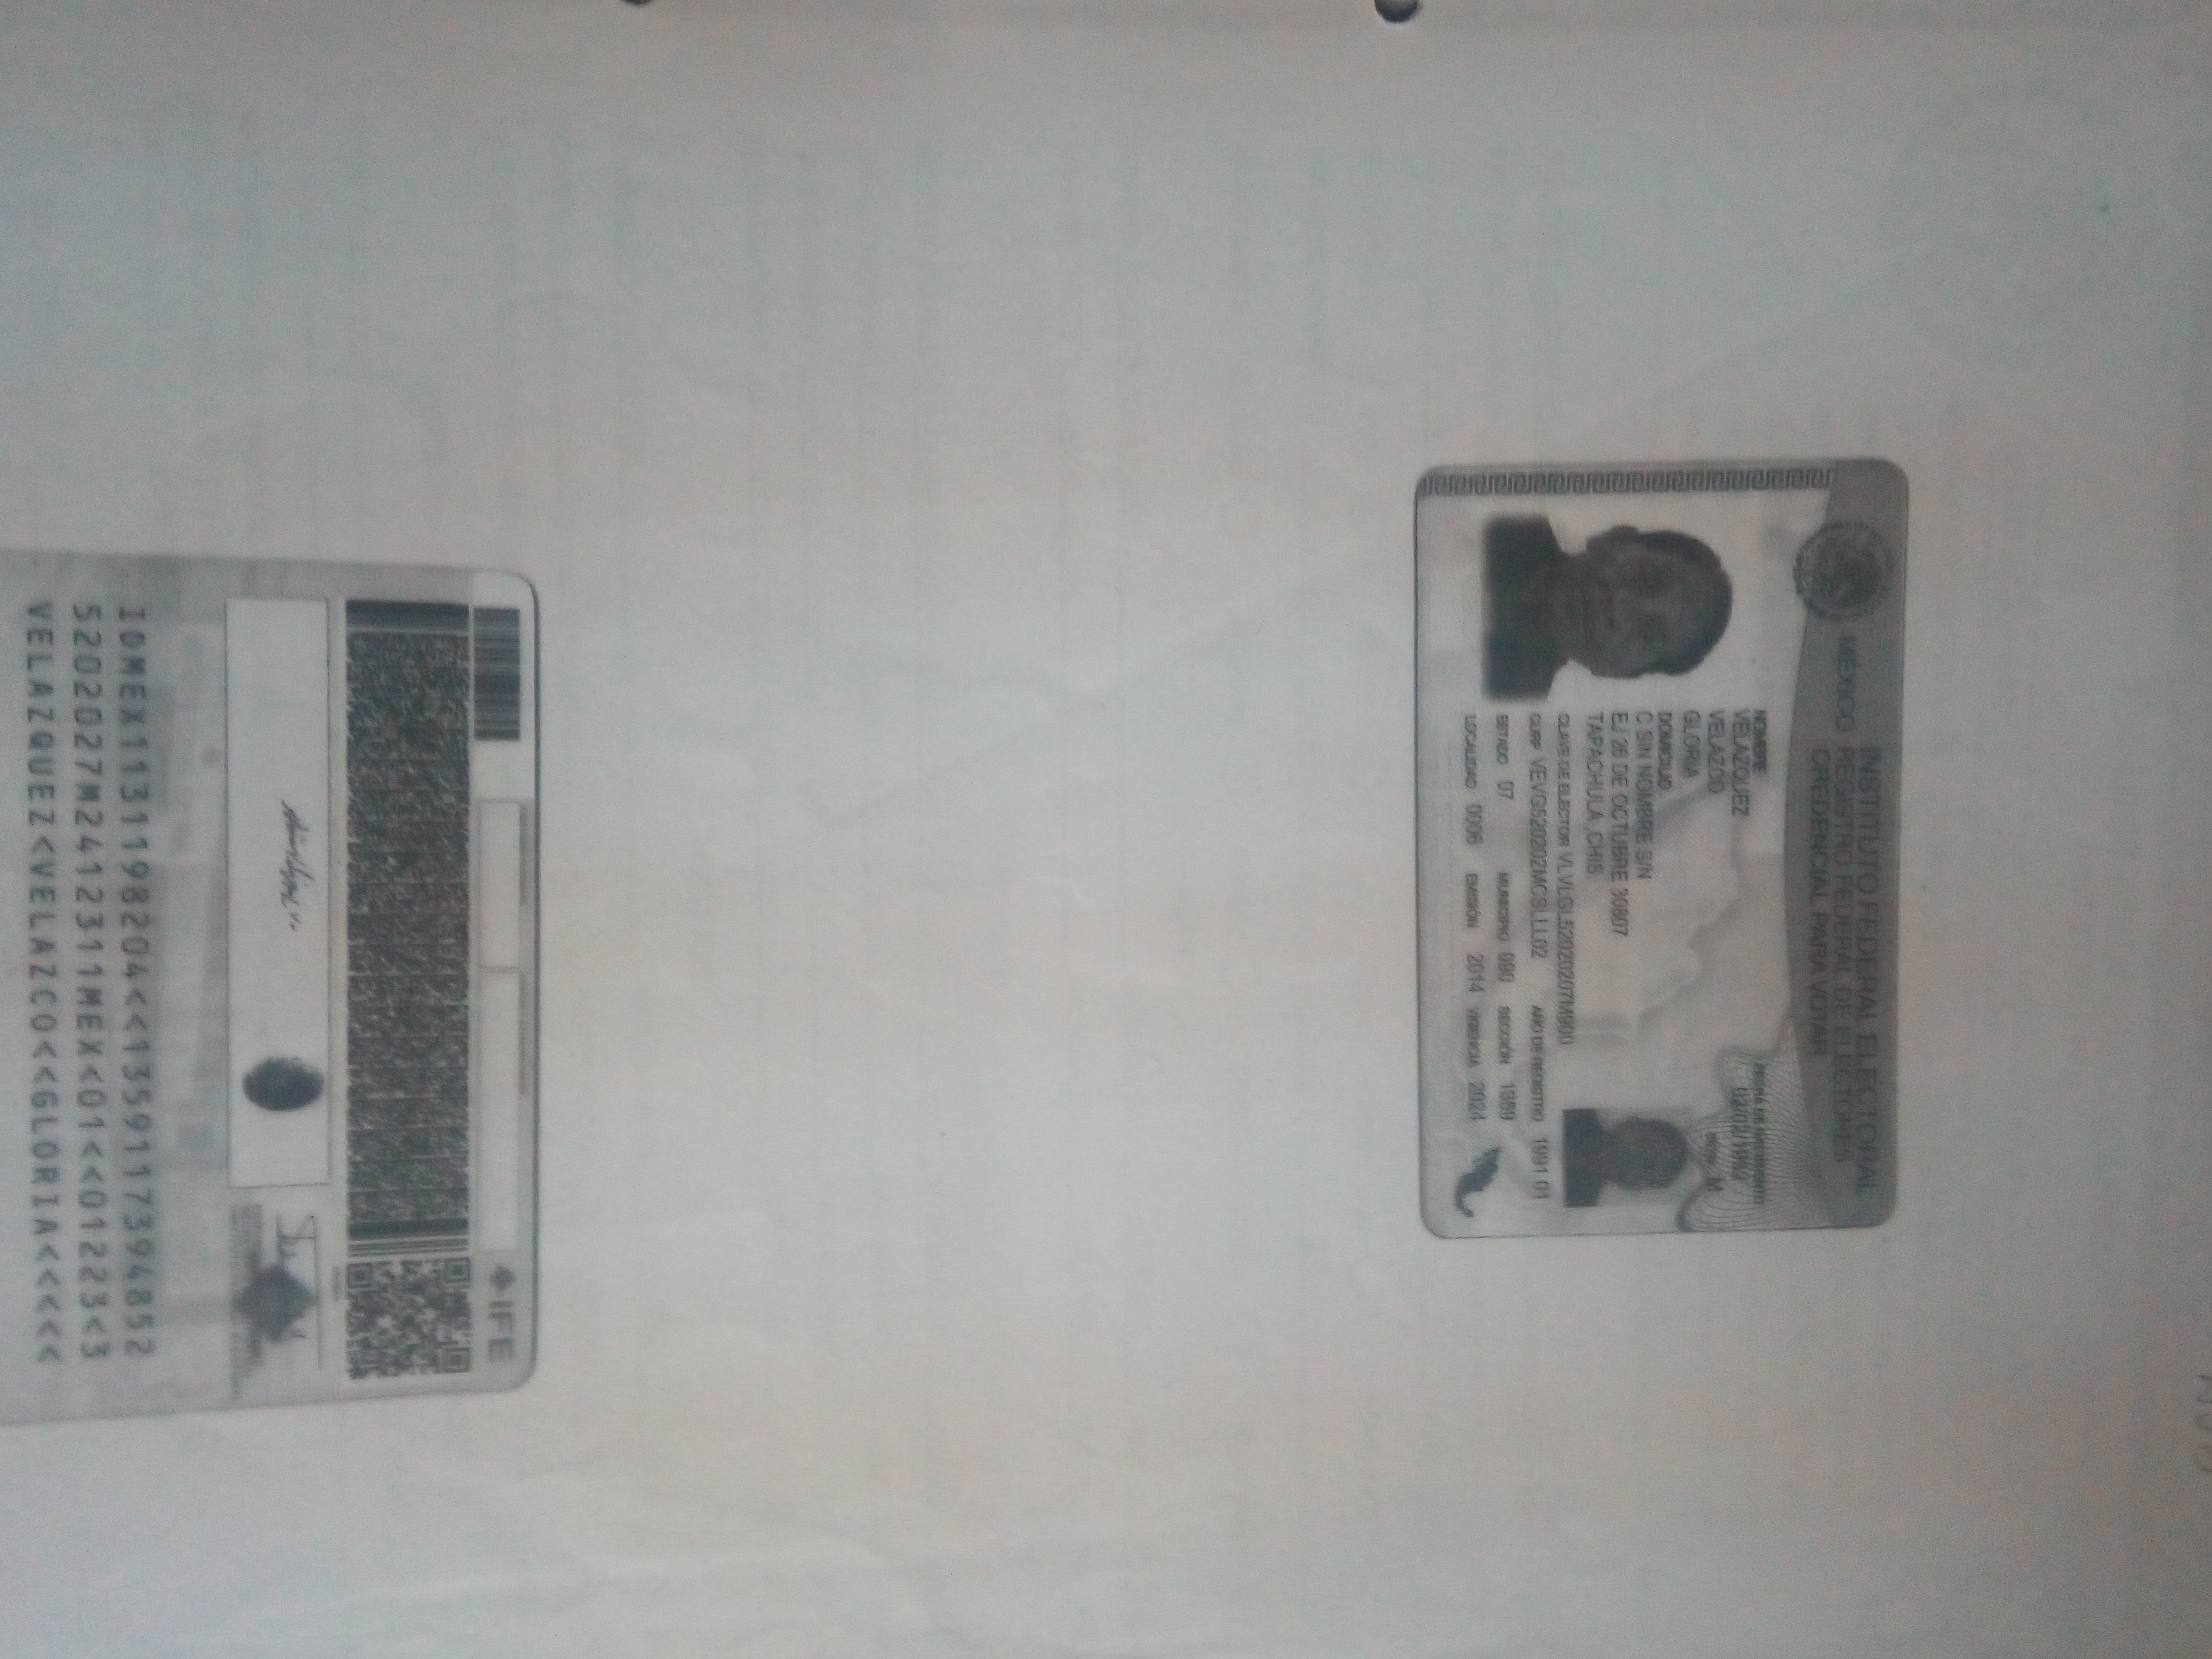 INSTITUTO FEDERAL ELECTORAL
MÉXICO REGISTRO FEDERAL DE ELECTORES
CREDENCIAL PARA VOTAR
NOMBRE
VELAZQUEZ
VELAZCO
GLORIA
FECHA DE NACIMIENTO
02/02/1952
SEXO M
DOMICILIO
C SIN NOMBRE S/N
EJ 26 DE OCTUBRE 30807
TAPACHULA ,CHIS.
CLAVE DE ELECTOR VLVLGL52020207M900
CURP VEVG520202MCSLLL02 AÑO DE REGISTRO 1991 01
ESTADO 07 MUNICIPIO 090 SECCIÓN 1359
LOCALIDAD 0006 EMISIÓN 2014 VIGENCIA 2024
IFE
IDMEX1131198204<<1359117394852
5202027M2412311MEX<01<<01223<3
VELAZQUEZ<VELAZCO<<GLORIA<<<<<